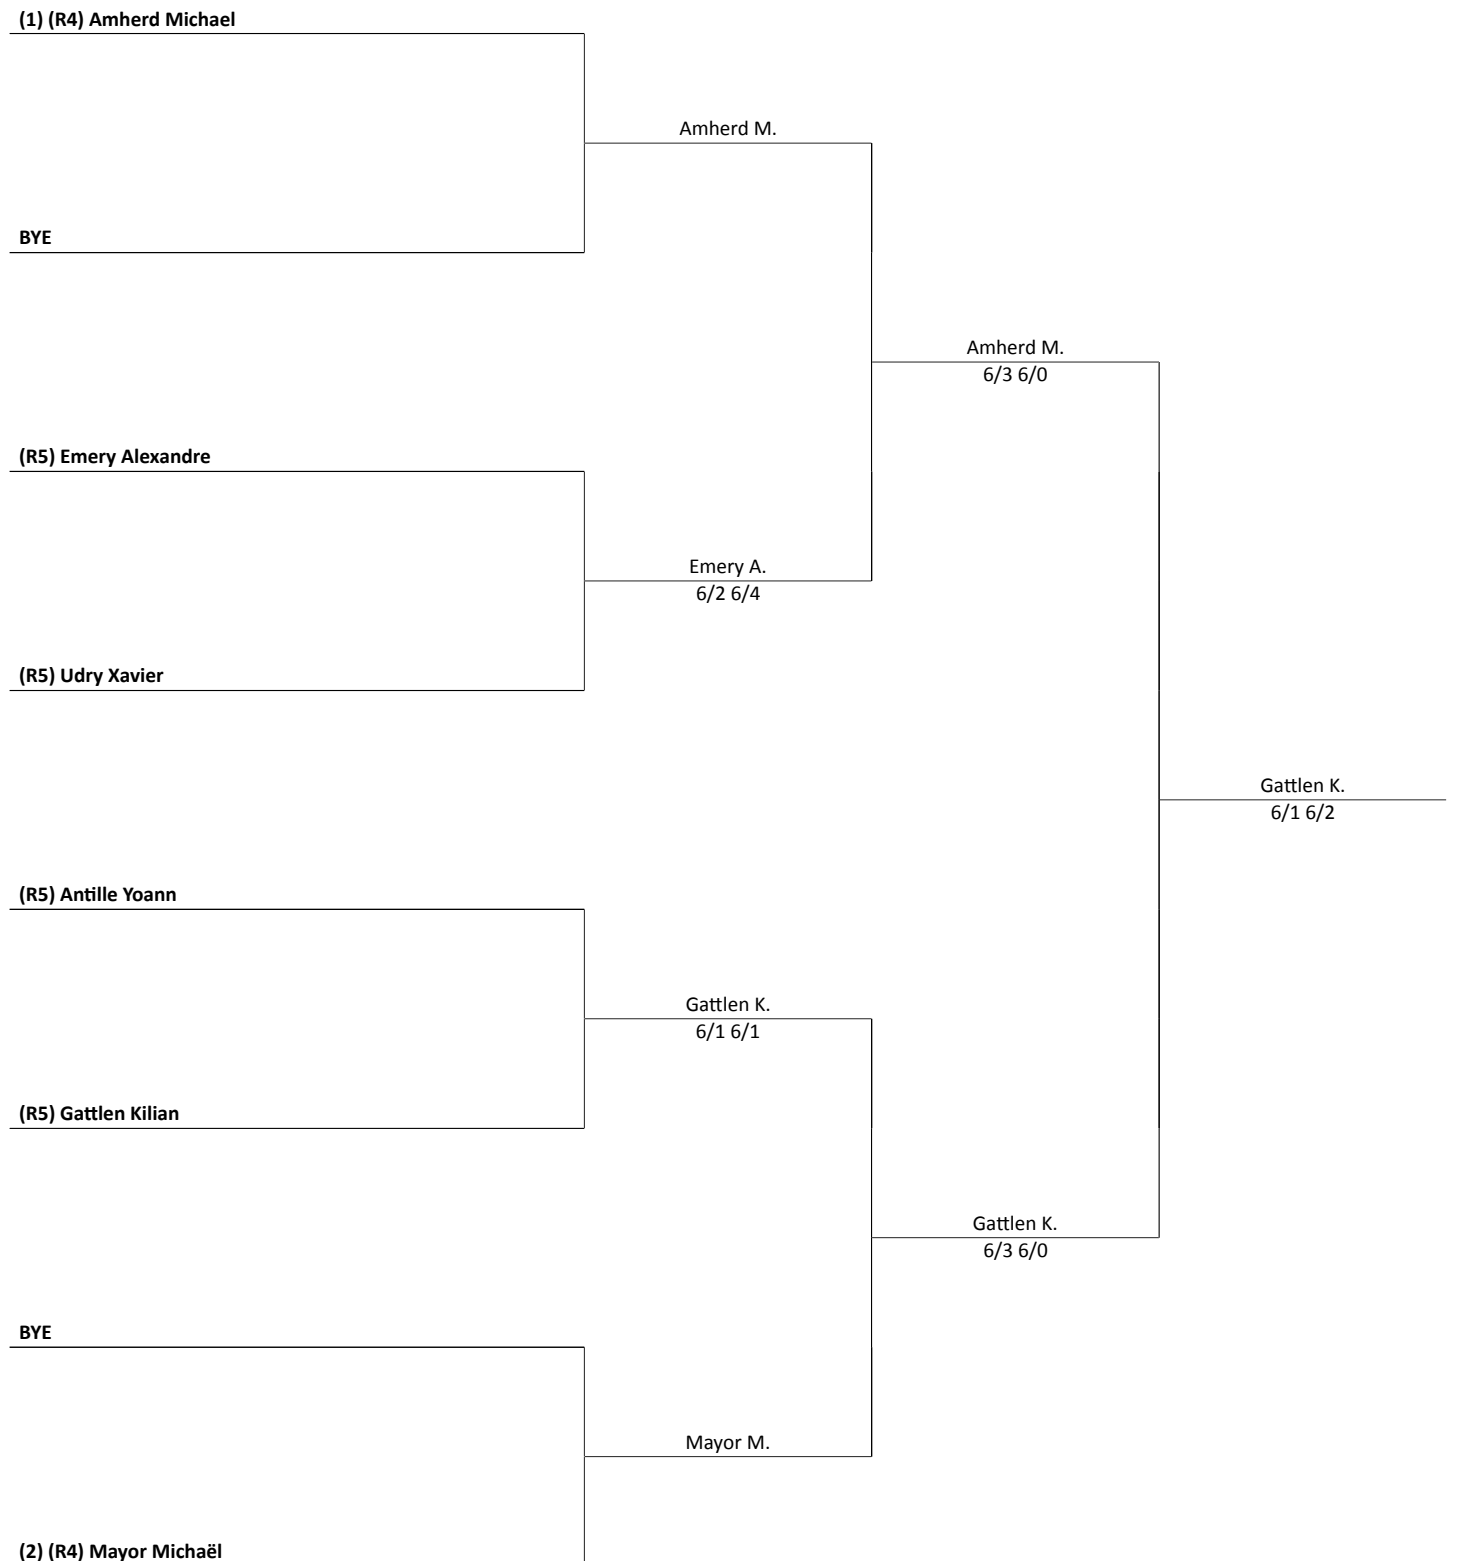 (1) (R4) Amherd Michael
Amherd M.
BYE
Amherd M.
6/3 6/0
(R5) Emery Alexandre
Emery A.
6/2 6/4
(R5) Udry Xavier
Gattlen K.
6/1 6/2
(R5) Antille Yoann
Gattlen K.
6/1 6/1
(R5) Gattlen Kilian
Gattlen K.
6/3 6/0
BYE
Mayor M.
(2) (R4) Mayor Michaël